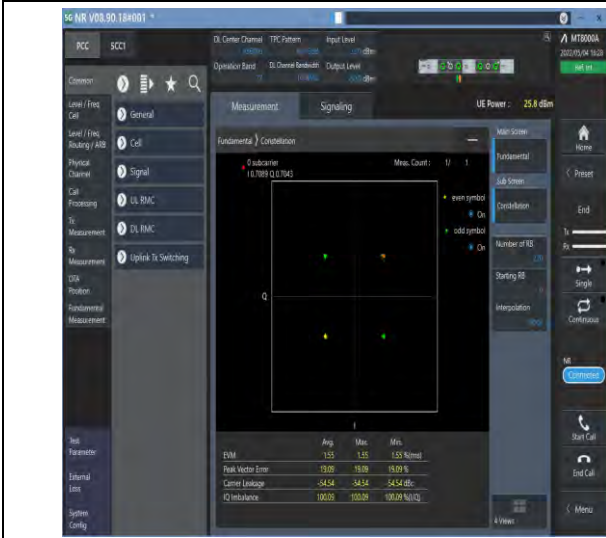 5G NR V03.90.18#001 *
PCC SCC1
DL Center Channel TPC Pattern Input Level
dBm
Operation Band DL Channel Bandwidth Output Level
dBm
MT8000A
2022/05/04
Ref. Int
Common
Level / Freq.
Cell
Level / Freq.
Routing / ARB
Physical
Channel
Call
Processing
Tx
Measurement
Rx
Measurement
OTA
Position
Fundamental
Measurement
Test
Parameter
External
Loss
System
Config
General
Cell
Signal
UL RMC
DL RMC
Uplink Tx Switching
Measurement Signaling UE Power : 25.8 dBm
Fundamental Constellation
0 subcarrier Meas. Count : 1/ 1
I 0.7089 Q 0.7043
even symbol
On
odd symbol
On
Q
I
Avg. Max. Min.
EVM 1.55 1.55 1.55 %(rms)
Peak Vector Error 19.09 19.09 19.09 %
Carrier Leakage -54.54 -54.54 -54.54 dBc
IQ Imbalance 100.09 100.09 100.09 %(I/Q)
Main Screen
Fundamental
Sub Screen
Constellation
Number of RB
Starting RB
Interpolation
4 Views
Home
Preset
End
Tx
Rx
Single
Continuous
NR
Connected
Start Call
End Call
Menu